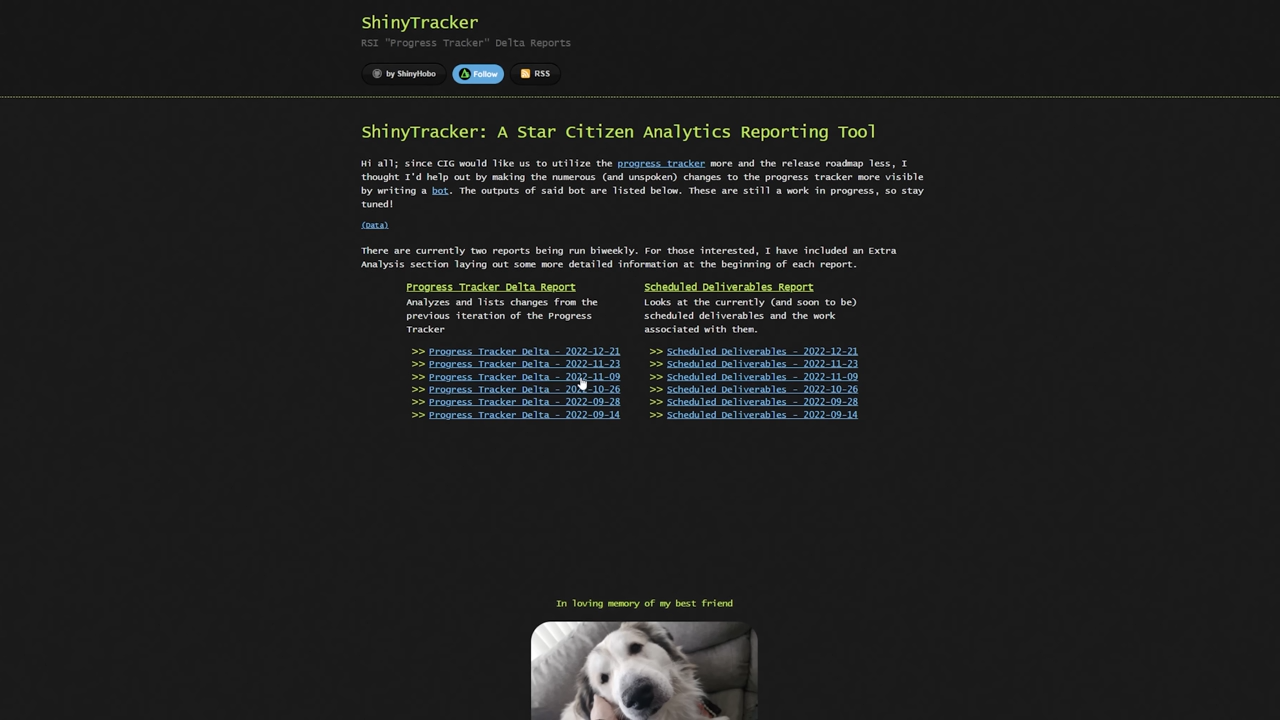 ShinyTracker
RSI "Progress Tracker" Delta Reports
by ShinyHobo
Follow
RSS
ShinyTracker: A Star Citizen Analytics Reporting Tool
Hi all; since CIG would like us to utilize the progress tracker more and the release roadmap less, I
thought I'd help out by making the numerous (and unspoken) changes to the progress tracker more visible
by writing a bot. The outputs of said bot are listed below. These are still a work in progress, so stay
tuned!
(Data)
There are currently two reports being run biweekly. For those interested, I have included an Extra
Analysis section laying out some more detailed information at the beginning of each report.
Progress Tracker Delta Report
Analyzes and lists changes from the
previous iteration of the Progress
Tracker
>> Progress Tracker Delta - 2022-12-21
>> Progress Tracker Delta - 2022-11-23
>> Progress Tracker Delta - 2022-11-09
>> Progress Tracker Delta - 2022-10-26
>> Progress Tracker Delta - 2022-09-28
>> Progress Tracker Delta - 2022-09-14
Scheduled Deliverables Report
Looks at the currently (and soon to be)
scheduled deliverables and the work
associated with them.
>> Scheduled Deliverables - 2022-12-21
>> Scheduled Deliverables - 2022-11-23
>> Scheduled Deliverables - 2022-11-09
>> Scheduled Deliverables - 2022-10-26
>> Scheduled Deliverables - 2022-09-28
>> Scheduled Deliverables - 2022-09-14
In loving memory of my best friend